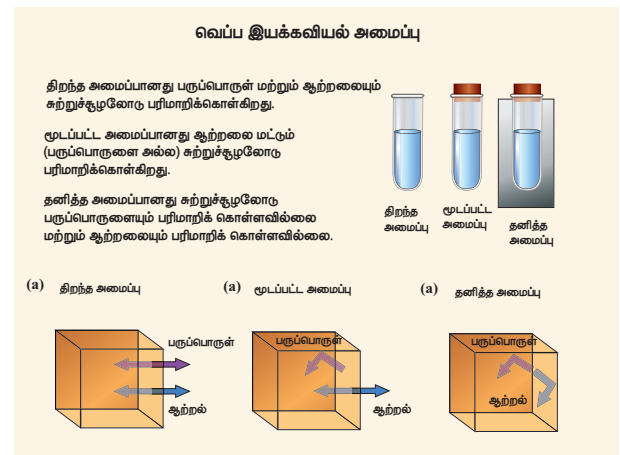 வெப்ப இயக்கவியல் அமைப்பு
திறந்த அமைப்பானது பருப்பொருள் மற்றும் ஆற்றலையும்
சுற்றுச்சூழலோடு பரிமாறிக்கொள்கிறது.
மூடப்பட்ட அமைப்பானது ஆற்றலை மட்டும்
(பருப்பொருளை அல்ல) சுற்றுச்சூழலோடு
பரிமாறிக்கொள்கிறது.
தனித்த அமைப்பானது சுற்றுச்சூழலோடு
பருப்பொருளையும் பரிமாறிக் கொள்ளவில்லை
மற்றும் ஆற்றலையும் பரிமாறிக் கொள்ளவில்லை.
திறந்த
அமைப்பு
மூடப்பட்ட
அமைப்பு
தனித்த
அமைப்பு
(a) திறந்த அமைப்பு
(a) மூடப்பட்ட அமைப்பு
(a) தனித்த அமைப்பு
பருப்பொருள்
ஆற்றல்
பருப்பொருள்
ஆற்றல்
பருப்பொருள்
ஆற்றல்